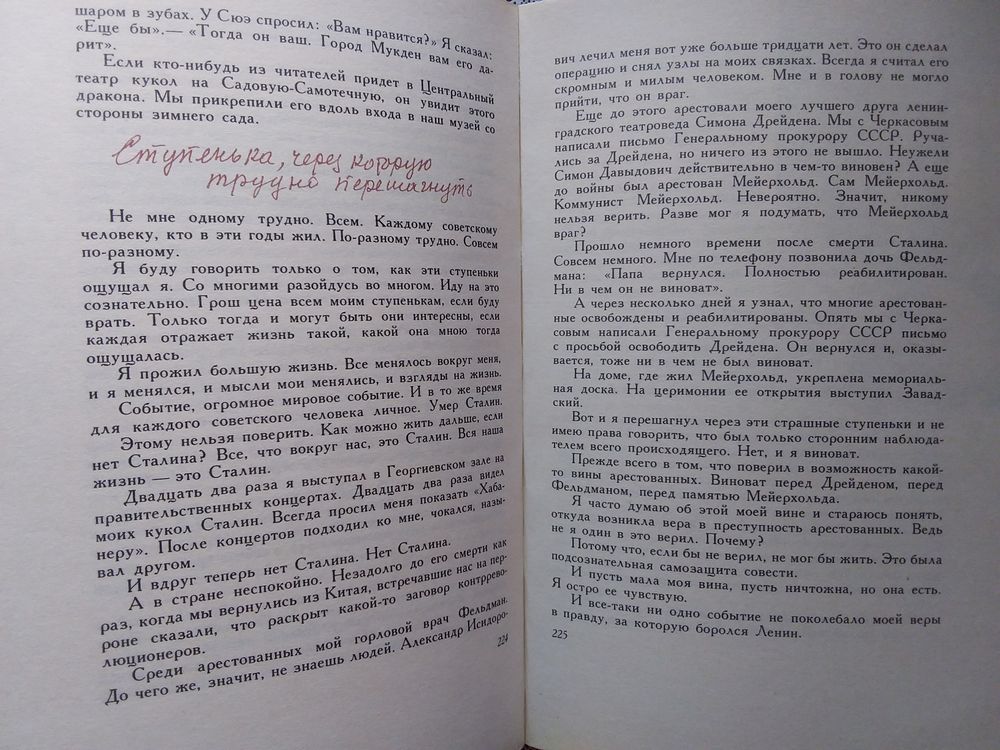 шаром в зубах. У Сюэ спросил: «Вам нравится?» Я сказал:
«Еще бы».— «Тогда он ваш. Город Мукден вам его да-
рит».
Если кто-нибудь из читателей придет в Центральный
театр кукол на Садовую-Самотечную, он увидит этого
дракона. Мы прикрепили его вдоль входа в наш музей со
стороны зимнего сада.
Ступенька, через которую
трудно перешагнуть
Не мне одному трудно. Всем. Каждому советскому
человеку, кто в эти годы жил. По-разному трудно. Совсем
по-разному.
Я буду говорить только о том, как эти ступеньки
ощущал я. Со многими разойдусь во многом. Иду на это
сознательно. Грош цена всем моим ступенькам, если буду
врать. Только тогда и могут быть они интересны, если
каждая отражает жизнь такой, какой она мною тогда
ощущалась.
Я прожил большую жизнь. Все менялось вокруг меня,
и я менялся, и мысли мои менялись, и взгляды на жизнь.
Событие, огромное мировое событие. И в то же время
для каждого советского человека личное. Умер Сталин.
Этому нельзя поверить. Как можно жить дальше, если
нет Сталина? Все, что вокруг нас, это Сталин. Вся наша
жизнь — это Сталин.
Двадцать два раза я выступал в Георгиевском зале на
правительственных концертах. Двадцать два раза видел
моих кукол Сталин. Всегда просил меня показать «Хаба-
неру». После концертов подходил ко мне, чокался, назы-
вал другом.
И вдруг теперь нет Сталина. Нет Сталина.
А в стране неспокойно. Незадолго до его смерти как
раз, когда мы вернулись из Китая, встречавшие нас на пер-
роне сказали, что раскрыт какой-то заговор контррево-
люционеров.
Среди арестованных мой горловой врач Фельдман.
До чего же, значит, не знаешь людей. Александр Исидоро-
224
вич лечил меня вот уже больше тридцати лет. Это он сделал
операцию и снял узлы на моих связках. Всегда я считал его
скромным и милым человеком. Мне и в голову не могло
прийти, что он враг.
Еще до этого арестовали моего лучшего друга ленин-
градского театроведа Симона Дрейдена. Мы с Черкасовым
написали письмо Генеральному прокурору СССР. Руча-
лись за Дрейдена, но ничего из этого не вышло. Неужели
Симон Давыдович действительно в чем-то виновен? А еще
до войны был арестован Мейерхольд. Сам Мейерхольд.
Коммунист Мейерхольд. Невероятно. Значит, никому
нельзя верить. Разве мог я подумать, что Мейерхольд
враг?
Прошло немного времени после смерти Сталина.
Совсем немного. Мне по телефону позвонила дочь Фельд-
мана: «Папа вернулся. Полностью реабилитирован.
Ни в чем он не виноват».
А через несколько дней я узнал, что многие арестован-
ные освобождены и реабилитированы. Опять мы с Черка-
совым написали Генеральному прокурору СССР письмо
с просьбой освободить Дрейдена. Он вернулся и, оказы-
вается, тоже ни в чем не был виноват.
На доме, где жил Мейерхольд, укреплена мемориаль-
ная доска. На церимонии ее открытия выступил Завад-
ский.
Вот и я перешагнул через эти страшные ступеньки и не
имею права говорить, что был только сторонним наблюда-
телем всего происходящего. Нет, и я виноват.
Прежде всего в том, что поверил в возможность какой-
то вины арестованных. Виноват перед Дрейденом, перед
Фельдманом, перед памятью Мейерхольда.
Я часто думаю об этой моей вине и стараюсь понять,
откуда возникла вера в преступность арестованных. Ведь
не я один в это верил. Почему?
Потому что, если бы не верил, не мог бы жить. Это была
подсознательная самозащита совести.
И пусть мала моя вина, пусть ничтожна, но она есть.
Я остро ее чувствую.
И все-таки ни одно событие не поколебало моей веры
в правду, за которую боролся Ленин.
225